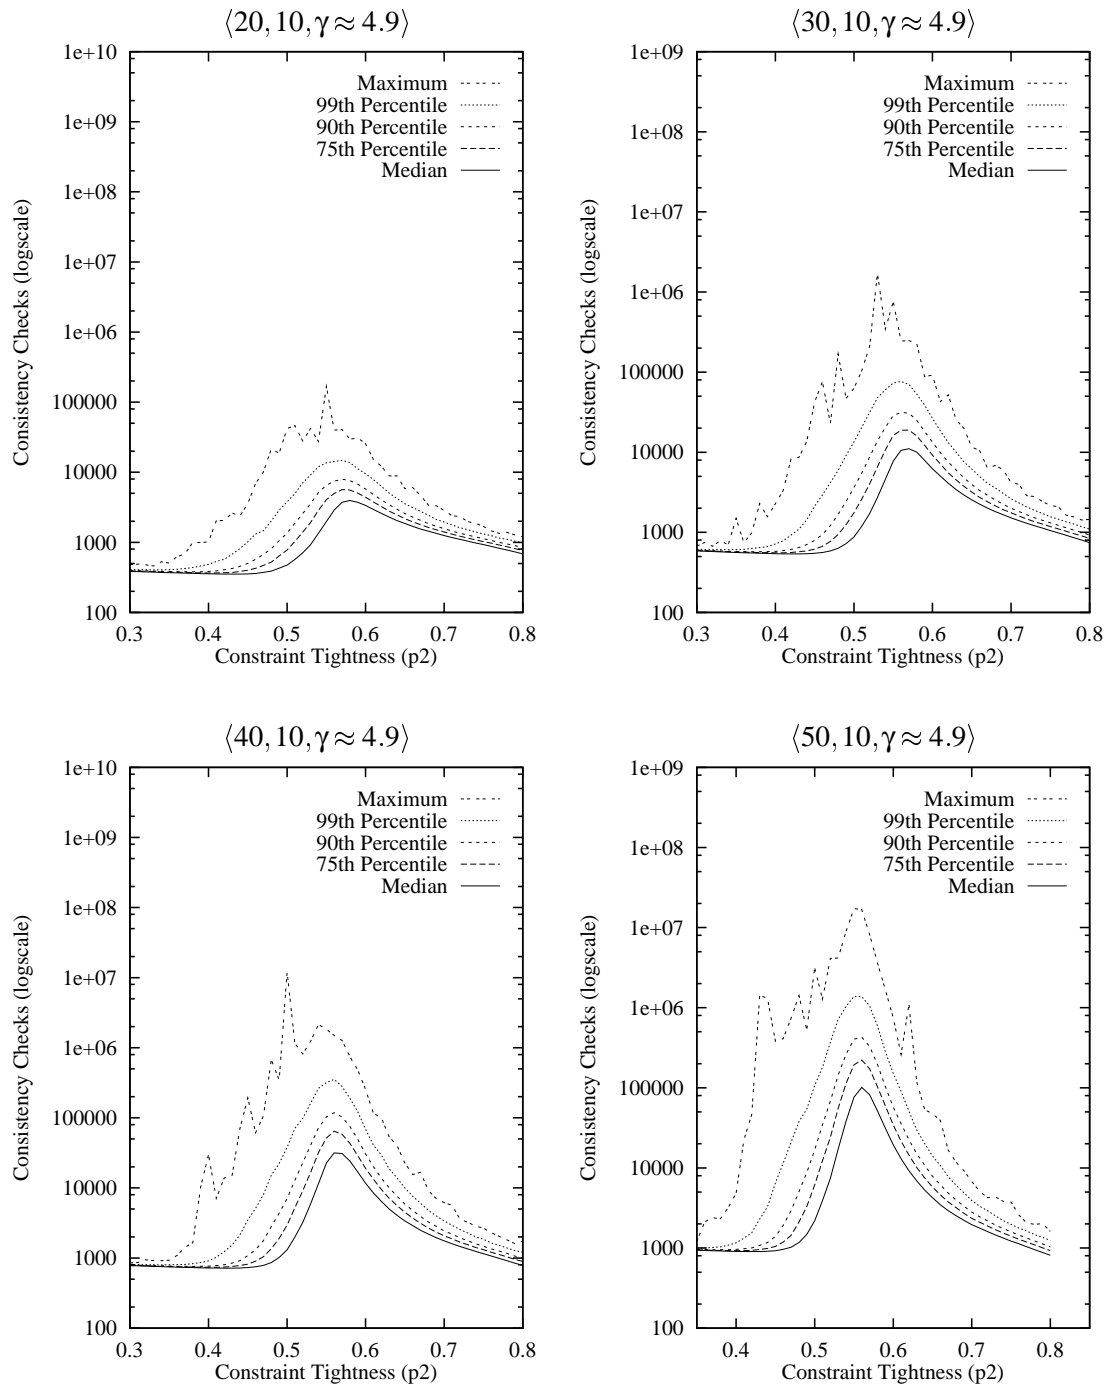 ⟨20,10,γ≈4.9⟩
1e+10
1e+09
1e+08
1e+07
1e+06
100000
10000
1000
100
0.3 0.4 0.5 0.6 0.7 0.8
Consistency Checks (logscale)
Constraint Tightness (p2)
Maximum
99th Percentile
90th Percentile
75th Percentile
Median
⟨30,10,γ≈4.9⟩
1e+09
1e+08
1e+07
1e+06
100000
10000
1000
100
0.4 0.5 0.6 0.7 0.8
Consistency Checks (logscale)
Constraint Tightness (p2)
Maximum
99th Percentile
90th Percentile
75th Percentile
Median
⟨40,10,γ≈4.9⟩
1e+10
1e+09
1e+08
1e+07
1e+06
100000
10000
1000
100
0.3 0.4 0.5 0.6 0.7 0.8
Consistency Checks (logscale)
Constraint Tightness (p2)
Maximum
99th Percentile
90th Percentile
75th Percentile
Median
⟨50,10,γ≈4.9⟩
1e+09
1e+08
1e+07
1e+06
100000
10000
1000
100
0.4 0.5 0.6 0.7 0.8
Consistency Checks (logscale)
Constraint Tightness (p2)
Maximum
99th Percentile
90th Percentile
75th Percentile
Median